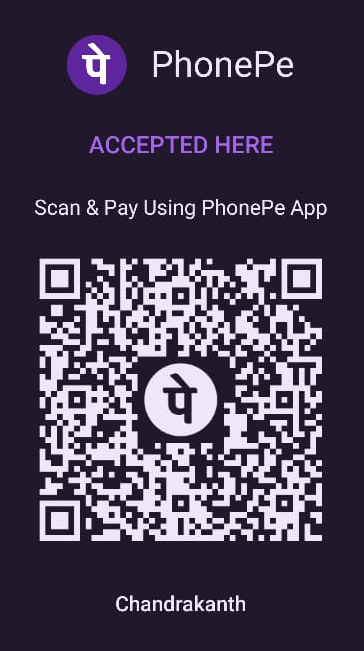 पे PhonePe
ACCEPTED HERE
Scan & Pay Using PhonePe App
पे
Chandrakanth